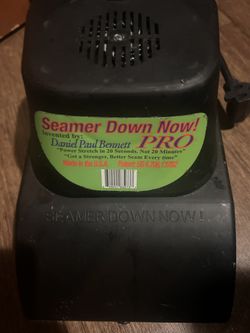 Seamer Down Now!
Invented by:
Daniel Paul Bennett PRO
"Power Stretch in 20 Seconds, Not 20 Minutes"
"Get a Stronger, Better Seam Every time"
Made in the U.S.A.
SEAMER DOWN NOW!